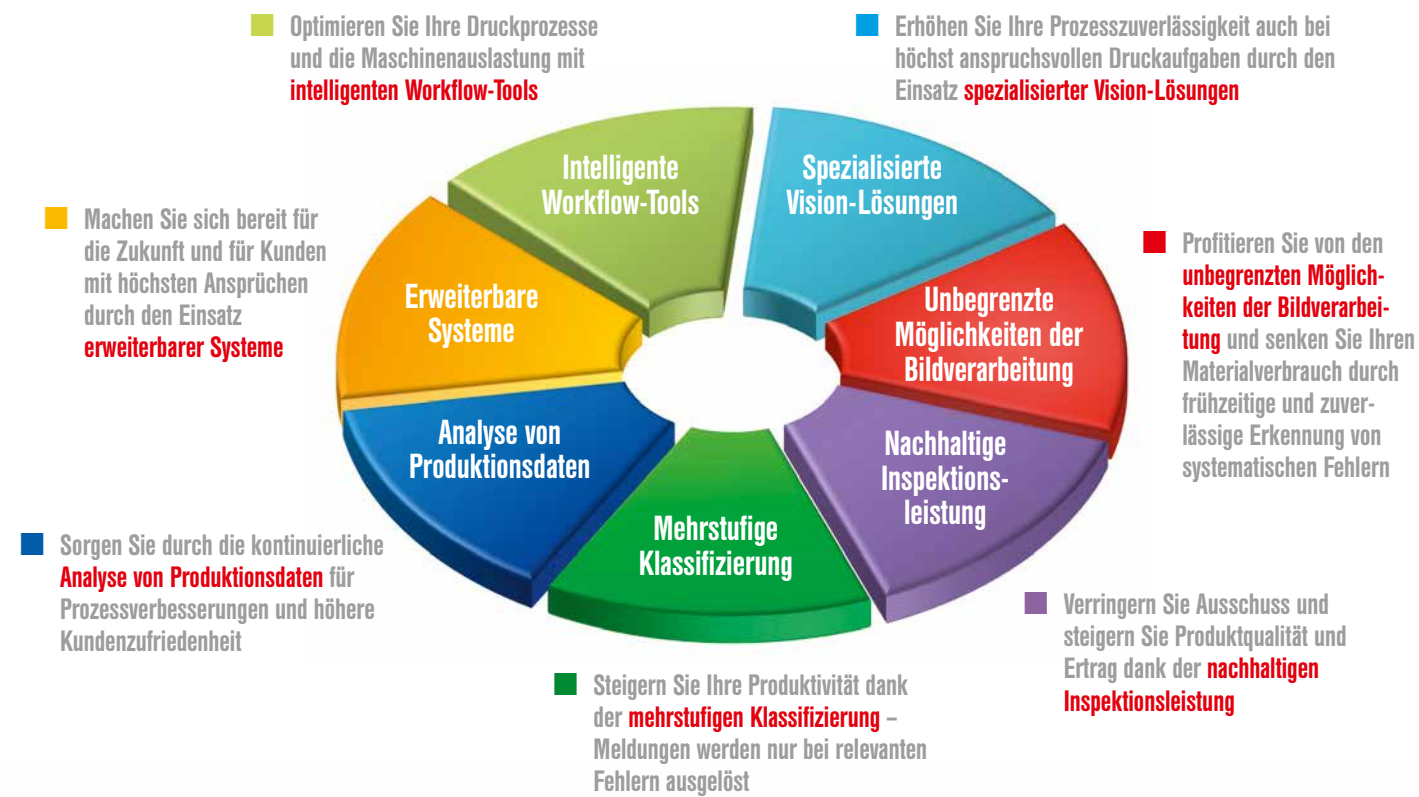 Optimieren Sie Ihre Druckprozesse
und die Maschinenauslastung mit
intelligenten Workflow-Tools
Erhöhen Sie Ihre Prozesszuverlässigkeit auch bei
höchst anspruchsvollen Druckaufgaben durch den
Einsatz spezialisierter Vision-Lösungen
Intelligente
Workflow-Tools
Spezialisierte
Vision-Lösungen
Machen Sie sich bereit für
die Zukunft und für Kunden
mit höchsten Ansprüchen
durch den Einsatz
erweiterbarer Systeme
Erweiterbare
Systeme
Unbegrenzte
Möglichkeiten der
Bildverarbeitung
Profitieren Sie von den
unbegrenzten Möglich-
keiten der Bildverarbei-
tung und senken Sie Ihren
Materialverbrauch durch
frühzeitige und zuver-
lässige Erkennung von
systematischen Fehlern
Analyse von
Produktionsdaten
Nachhaltige
Inspektions-
leistung
Mehrstufige
Klassifizierung
Sorgen Sie durch die kontinuierliche
Analyse von Produktionsdaten für
Prozessverbesserungen und höhere
Kundenzufriedenheit
Verringern Sie Ausschuss und
steigern Sie Produktqualität und
Ertrag dank der nachhaltigen
Inspektionsleistung
Steigern Sie Ihre Produktivität dank
der mehrstufigen Klassifizierung –
Meldungen werden nur bei relevanten
Fehlern ausgelöst